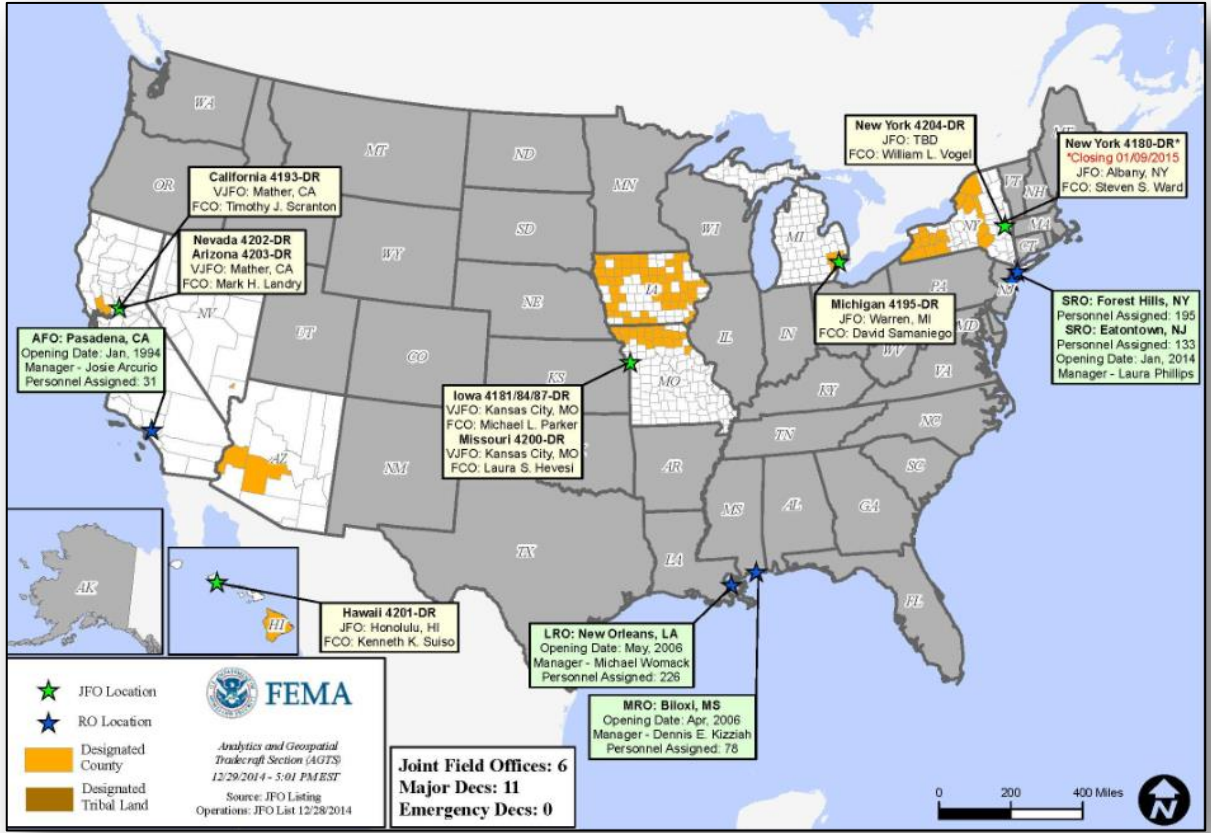 WA
OR
MT
ND
MN
SD
WY
NE
WI
MI
IA
IL
IN
NV
UT
CO
KS
MO
KY
WV
VA
MD
PA
NJ
NY
CT
MA
NH
VT
AZ
NM
TX
AR
LA
MS
AL
GA
TN
NC
SC
FL
AK
HI
California 4193-DR
VJFO: Mather, CA
FCO: Timothy J. Scranton
Nevada 4202-DR
Arizona 4203-DR
VJFO: Mather, CA
FCO: Mark H. Landry
AFO: Pasadena, CA
Opening Date: Jan, 1994
Manager - Josie Arcurio
Personnel Assigned: 31
New York 4204-DR
JFO: TBD
FCO: William L. Vogel
New York 4180-DR*
*Closing 01/09/2015
JFO: Albany, NY
FCO: Steven S. Ward
Michigan 4195-DR
JFO: Warren, MI
FCO: David Samaniego
SRO: Forest Hills, NY
Personnel Assigned: 195
SRO: Eatontown, NJ
Personnel Assigned: 133
Opening Date: Jan, 2014
Manager - Laura Phillips
Iowa 4181/84/87-DR
VJFO: Kansas City, MO
FCO: Michael L. Parker
Missouri 4200-DR
VJFO: Kansas City, MO
FCO: Laura S. Hevesi
Hawaii 4201-DR
JFO: Honolulu, HI
FCO: Kenneth K. Suiso
LRO: New Orleans, LA
Opening Date: May, 2006
Manager - Michael Womack
Personnel Assigned: 226
MRO: Biloxi, MS
Opening Date: Apr, 2006
Manager - Dennis E. Kizziah
Personnel Assigned: 78
JFO Location
RO Location
Designated
County
Designated
Tribal Land
FEMA
Analytics and Geospatial
Tradecraft Section (AGTS)
12/29/2014 - 5:01 PM EST
Source: JFO Listing
Operations: JFO List 12/28/2014
Joint Field Offices: 6
Major Decs: 11
Emergency Decs: 0
0 200 400 Miles
N